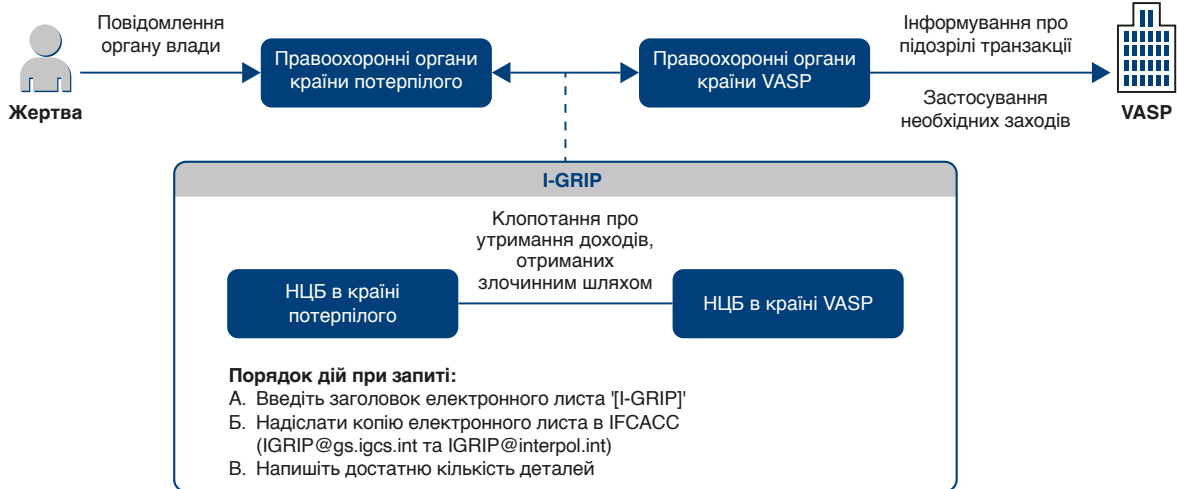 Повідомлення
органу влади
Жертва
Правоохоронні органи
країни потерпілого
Правоохоронні органи
країни VASP
Інформування про
підозрілі транзакції
Застосування
необхідних заходів
VASP
I-GRIP
Клопотання про
утримання доходів,
отриманих
злочинним шляхом
НЦБ в країні
потерпілого
НЦБ в країні VASP
Порядок дій при запиті:
А. Введіть заголовок електронного листа '[I-GRIP]'
Б. Надіслати копію електронного листа в IFCACC
(IGRIP@gs.igcs.int та IGRIP@interpol.int)
В. Напишіть достатню кількість деталей